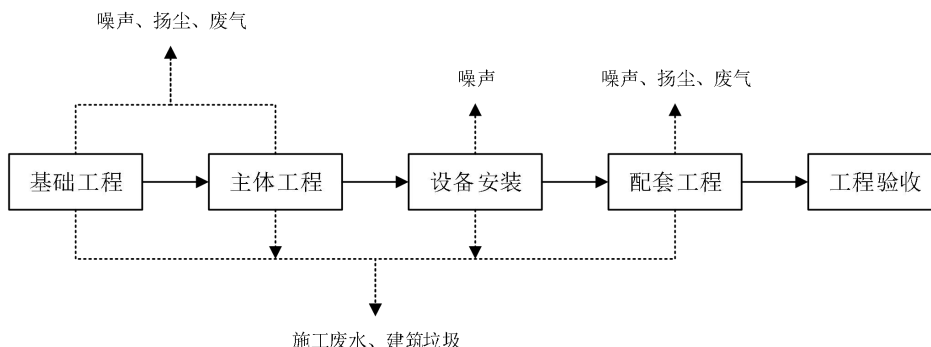 噪声、扬尘、废气
噪声
噪声、扬尘、废气
基础工程
主体工程
设备安装
配套工程
工程验收
施工废水、建筑垃圾